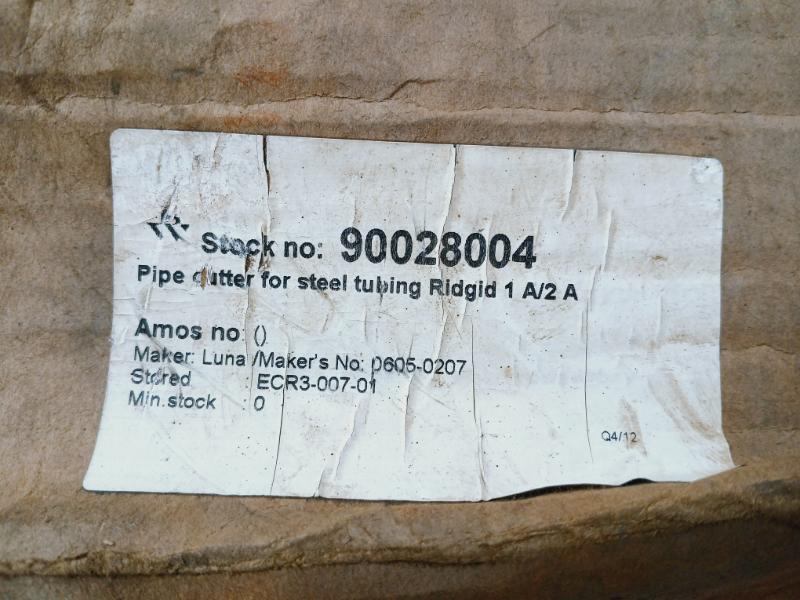 Stock no: 90028004
Pipe cutter for steel tubing Ridgid 1 A/2 A
Amos no ()
Maker: Luna /Maker's No: 0605-0207
Stored : ECR3-007-01
Min.stock : 0
Q4/12